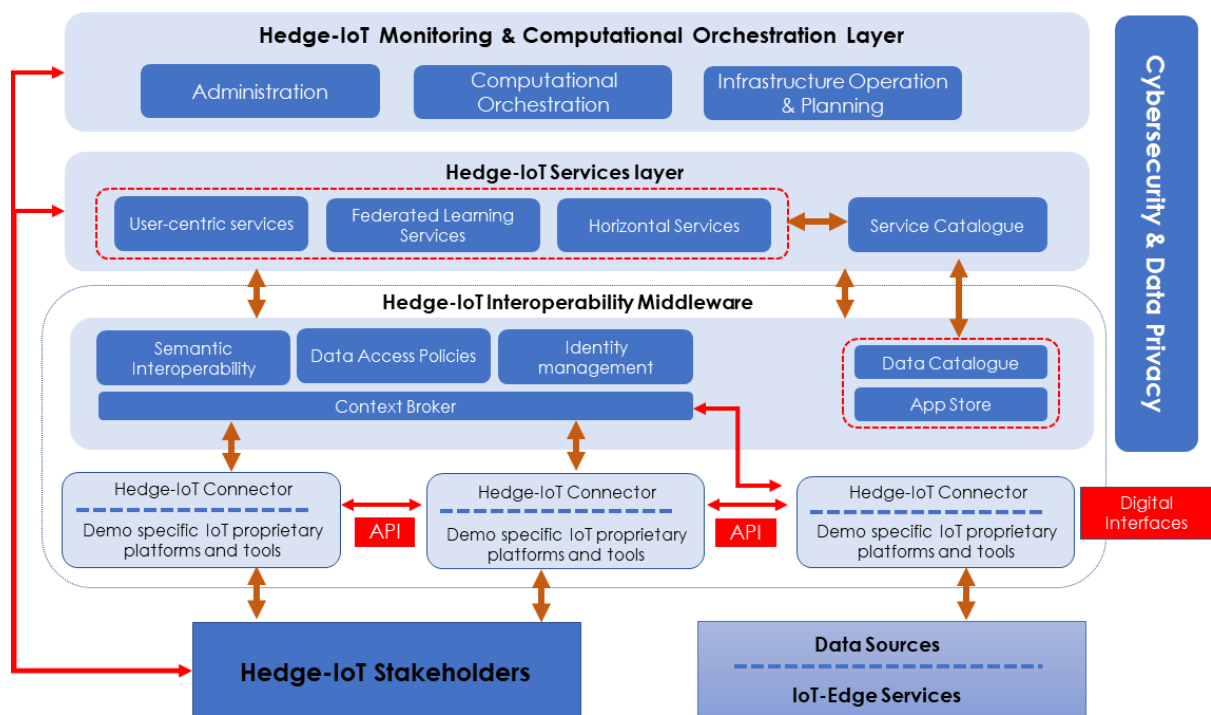 Hedge-IoT Monitoring & Computational Orchestration Layer
Administration
Computational
Orchestration
Infrastructure Operation
& Planning
Cybersecurity & Data Privacy
Hedge-IoT Services layer
User-centric services
Federated Learning
Services
Horizontal Services
Service Catalogue
Hedge-IoT Interoperability Middleware
Semantic
Interoperability
Data Access Policies
Identity
management
Data Catalogue
Context Broker
App Store
Hedge-IoT Connector
Demo specific IoT proprietary
platforms and tools
API
Hedge-IoT Connector
Demo specific IoT proprietary
platforms and tools
API
Hedge-IoT Connector
Demo specific IoT proprietary
platforms and tools
Digital
Interfaces
Hedge-IoT Stakeholders
Data Sources
IoT-Edge Services